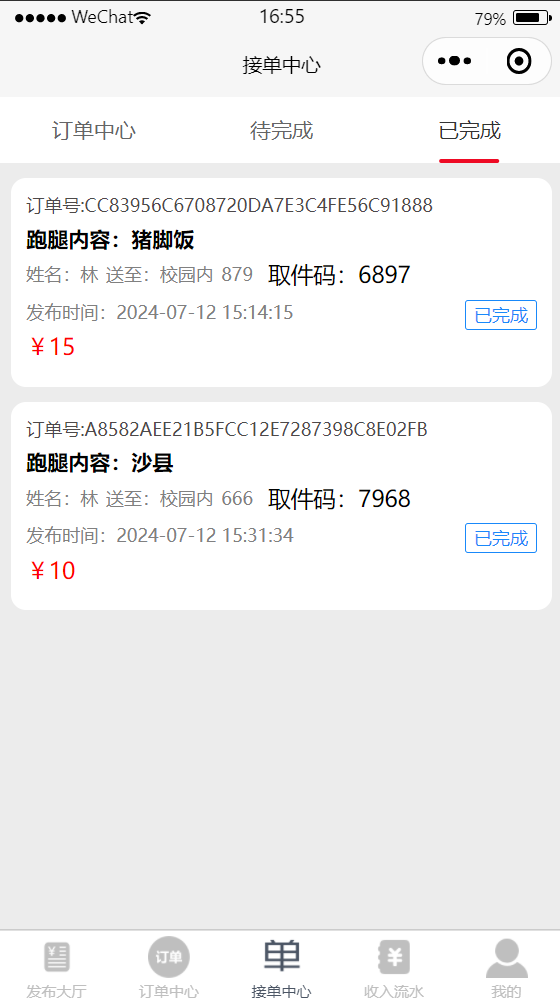 WeChat 16:55 79%
接单中心
订单中心 待完成 已完成
订单号:CC83956C6708720DA7E3C4FE56C91888
跑腿内容：猪脚饭
姓名：林 送至：校园内 879 取件码：6897
发布时间：2024-07-12 15:14:15 已完成
￥15
订单号:A8582AEE21B5FCC12E7287398C8E02FB
跑腿内容：沙县
姓名：林 送至：校园内 666 取件码：7968
发布时间：2024-07-12 15:31:34 已完成
￥10
订单 单
发布大厅 订单中心 接单中心 收入流水 我的